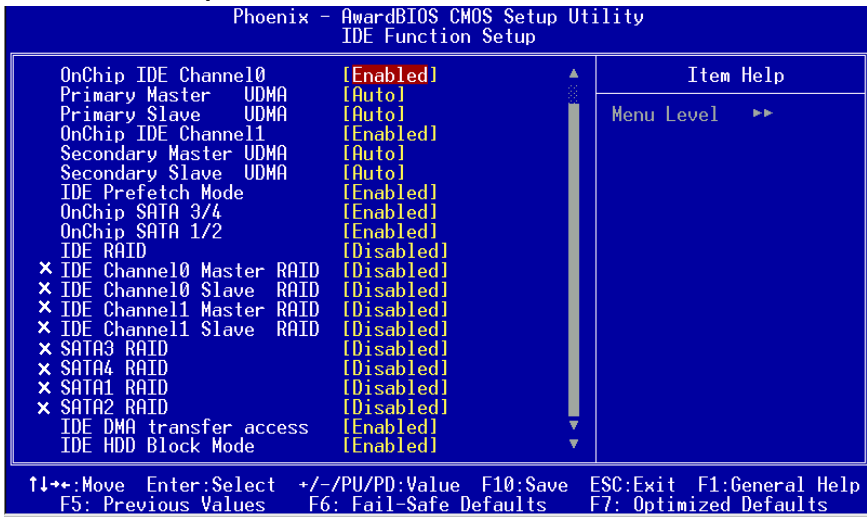 Phoenix - AwardBIOS CMOS Setup Utility
IDE Function Setup
OnChip IDE Channel0 [Enabled]
Primary Master UDMA [Auto]
Primary Slave UDMA [Auto]
OnChip IDE Channel1 [Enabled]
Secondary Master UDMA [Auto]
Secondary Slave UDMA [Auto]
IDE Prefetch Mode [Enabled]
OnChip SATA 3/4 [Enabled]
OnChip SATA 1/2 [Enabled]
IDE RAID [Disabled]
X IDE Channel0 Master RAID [Disabled]
X IDE Channel0 Slave RAID [Disabled]
X IDE Channel1 Master RAID [Disabled]
X IDE Channel1 Slave RAID [Disabled]
X SATA3 RAID [Disabled]
X SATA4 RAID [Disabled]
X SATA1 RAID [Disabled]
X SATA2 RAID [Disabled]
IDE DMA transfer access [Enabled]
IDE HDD Block Mode [Enabled]
Item Help
Menu Level ▸▸
↑↓→←:Move Enter:Select +/-/PU/PD:Value F10:Save ESC:Exit F1:General Help
F5: Previous Values F6: Fail-Safe Defaults F7: Optimized Defaults